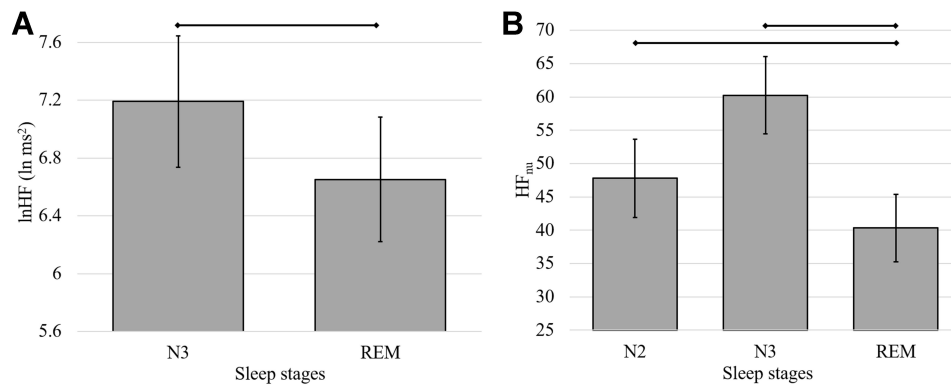 A
lnHF (ln ms²)
7.6
7.2
6.8
6.4
6
5.6
N3 REM
Sleep stages
B
HFnu
70
65
60
55
50
45
40
35
30
25
N2 N3 REM
Sleep stages